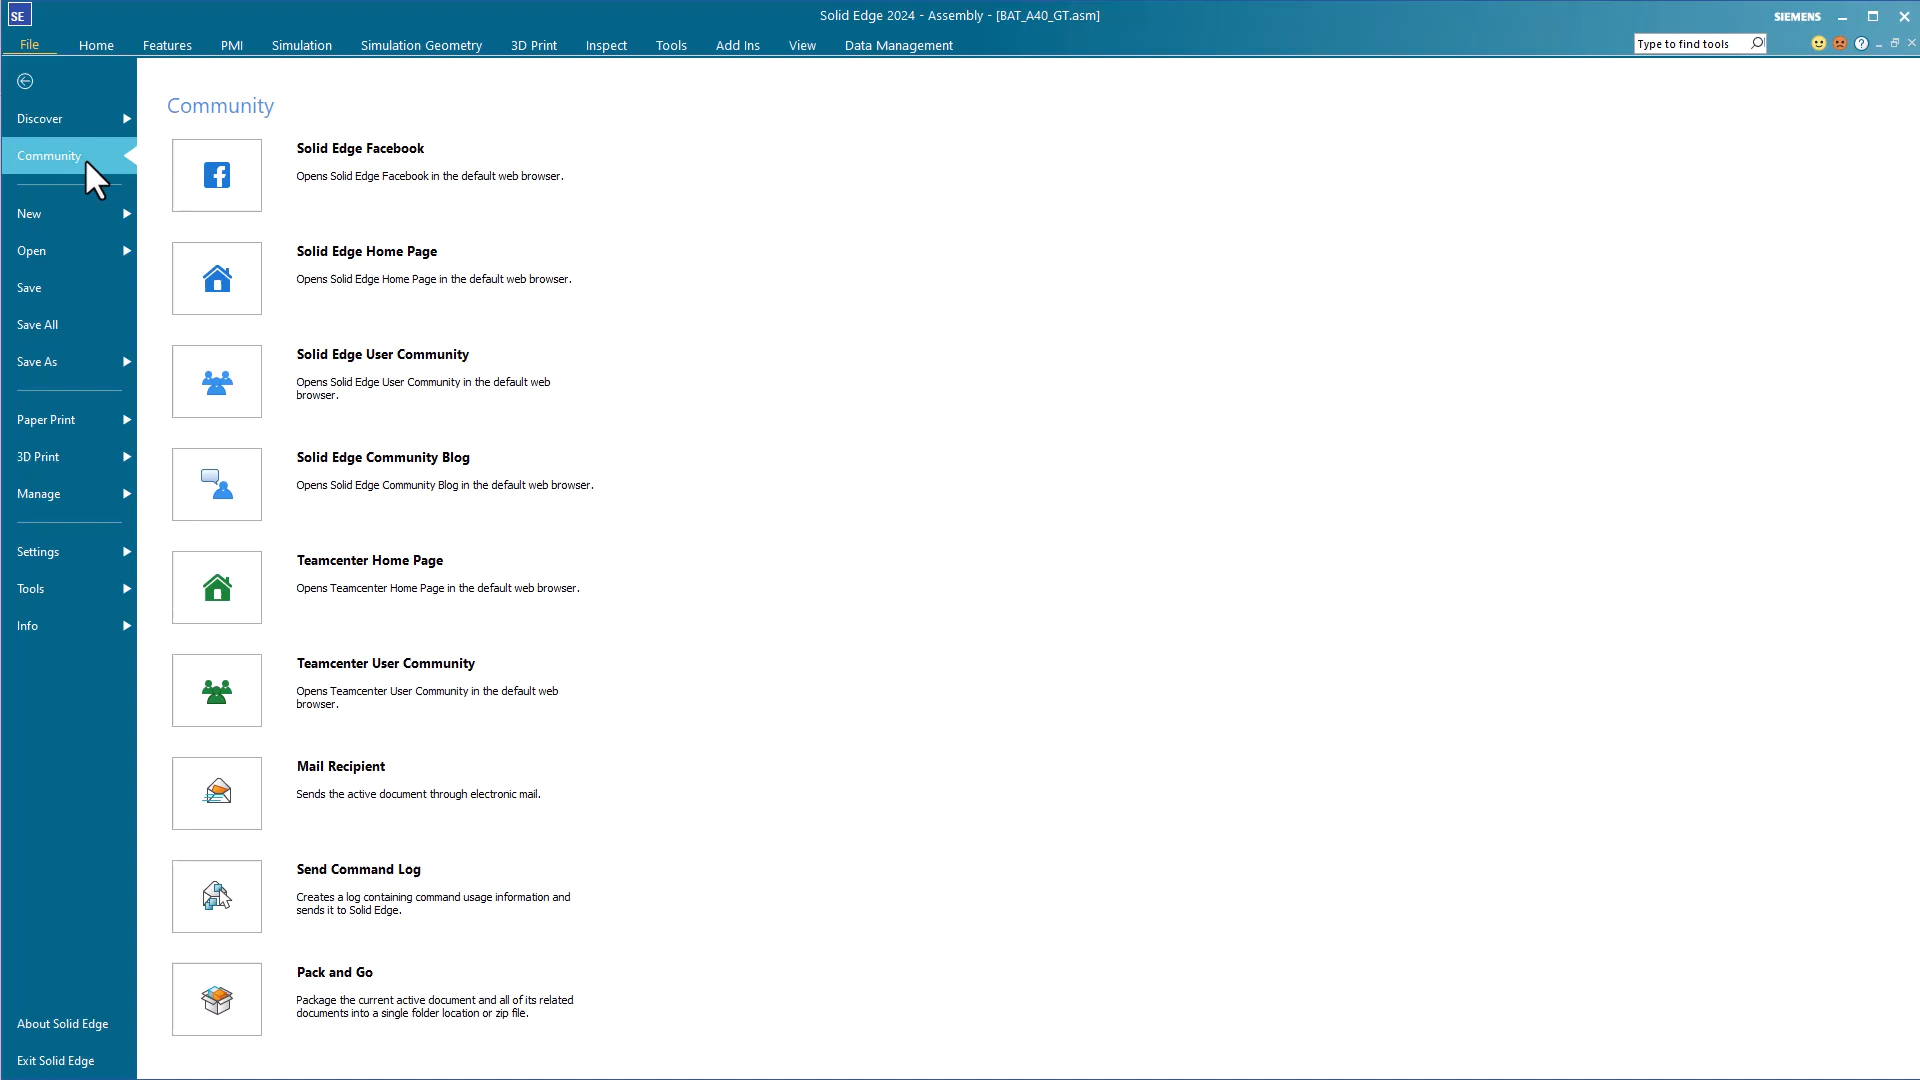 SE
Solid Edge 2024 - Assembly - [BAT_A40_GT.asm]
SIEMENS
File
Home
Features
PMI
Simulation
Simulation Geometry
3D Print
Inspect
Tools
Add Ins
View
Data Management
Type to find tools
?
Discover
Community
New
Open
Save
Save All
Save As
Paper Print
3D Print
Manage
Settings
Tools
Info
About Solid Edge
Exit Solid Edge
Community
Solid Edge Facebook
Opens Solid Edge Facebook in the default web browser.
Solid Edge Home Page
Opens Solid Edge Home Page in the default web browser.
Solid Edge User Community
Opens Solid Edge User Community in the default web
browser.
Solid Edge Community Blog
Opens Solid Edge Community Blog in the default web browser.
Teamcenter Home Page
Opens Teamcenter Home Page in the default web browser.
Teamcenter User Community
Opens Teamcenter User Community in the default web
browser.
Mail Recipient
Sends the active document through electronic mail.
Send Command Log
Creates a log containing command usage information and
sends it to Solid Edge.
Pack and Go
Package the current active document and all of its related
documents into a single folder location or zip file.